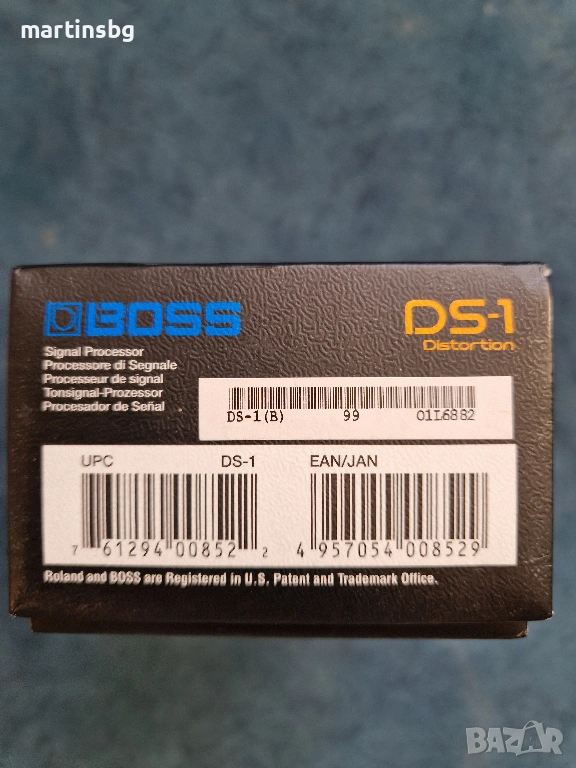 martinsbg
BOSS
DS-1
Distortion
Signal Processor
Processore di Segnale
Processeur de signal
Tonsignal-Prozessor
Procesador de Señal
DS-1(B) 99 01L6882
UPC DS-1 EAN/JAN
7 61294 00852 2 4 957054 008529
Roland and BOSS are Registered in U.S. Patent and Trademark Office.
BAZAR